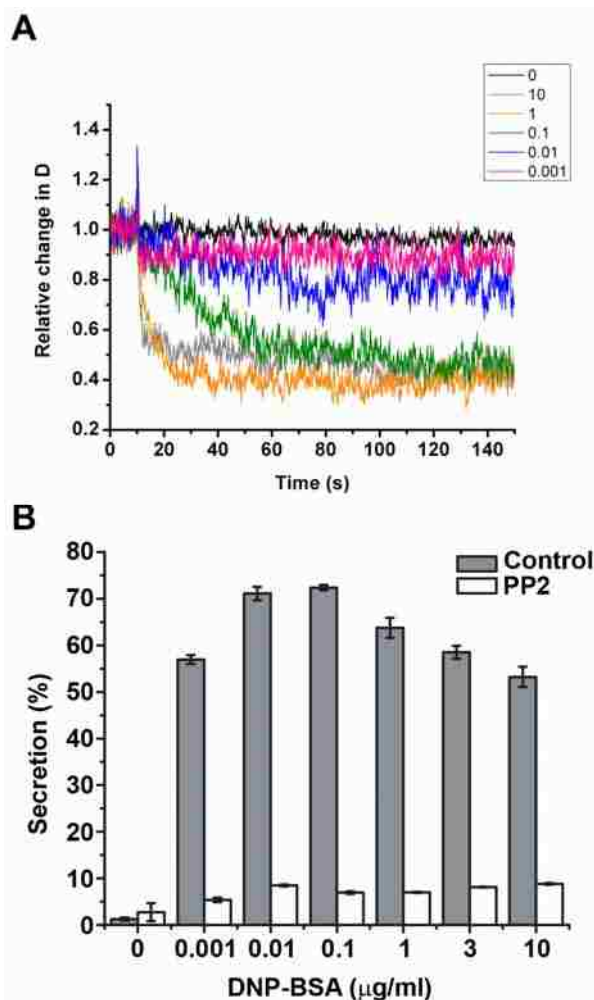 A
0
10
1
0.1
0.01
0.001
1.4
1.2
1.0
0.8
0.6
0.4
0.2
Relative change in D
0 20 40 60 80 100 120 140
Time (s)
B
Control
PP2
80
70
60
50
40
30
20
10
0
Secretion (%)
0 0.001 0.01 0.1 1 3 10
DNP-BSA (μg/ml)